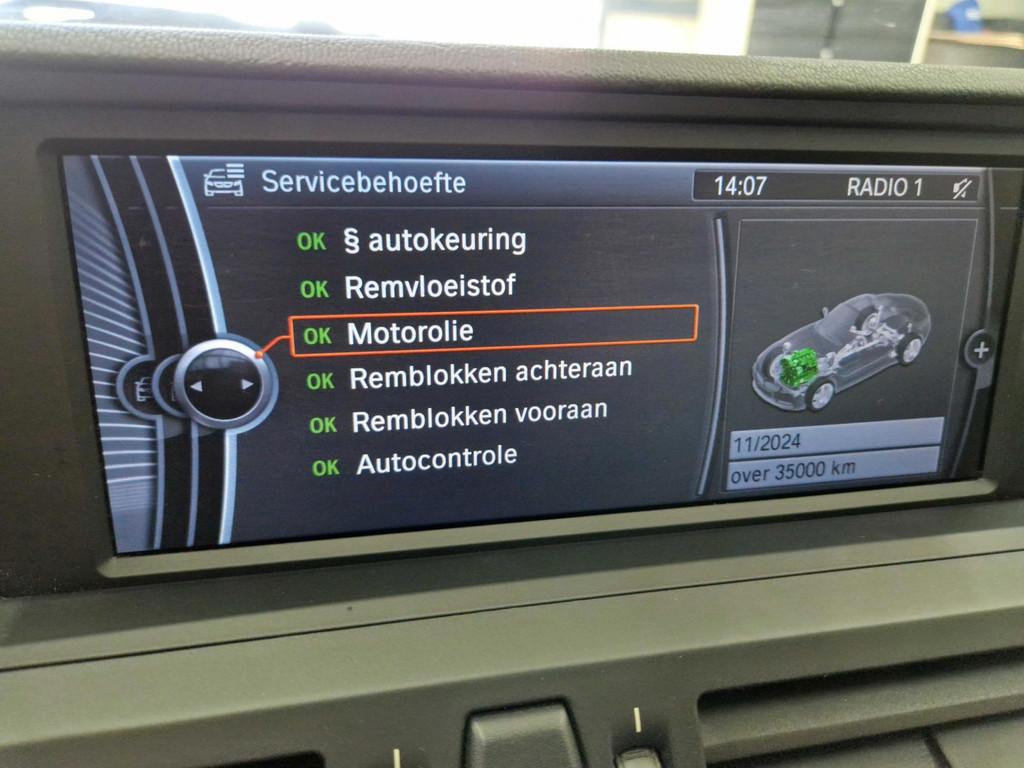 Servicebehoefte
14:07 RADIO 1
OK § autokeuring
OK Remvloeistof
OK Motorolie
OK Remblokken achteraan
OK Remblokken vooraan
OK Autocontrole
11/2024
over 35000 km